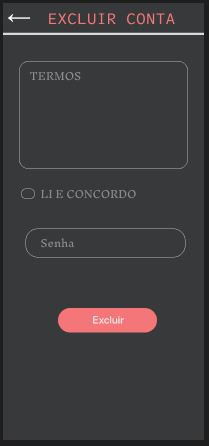 EXCLUIR CONTA
TERMOS
LI E CONCORDO
Senha
Excluir